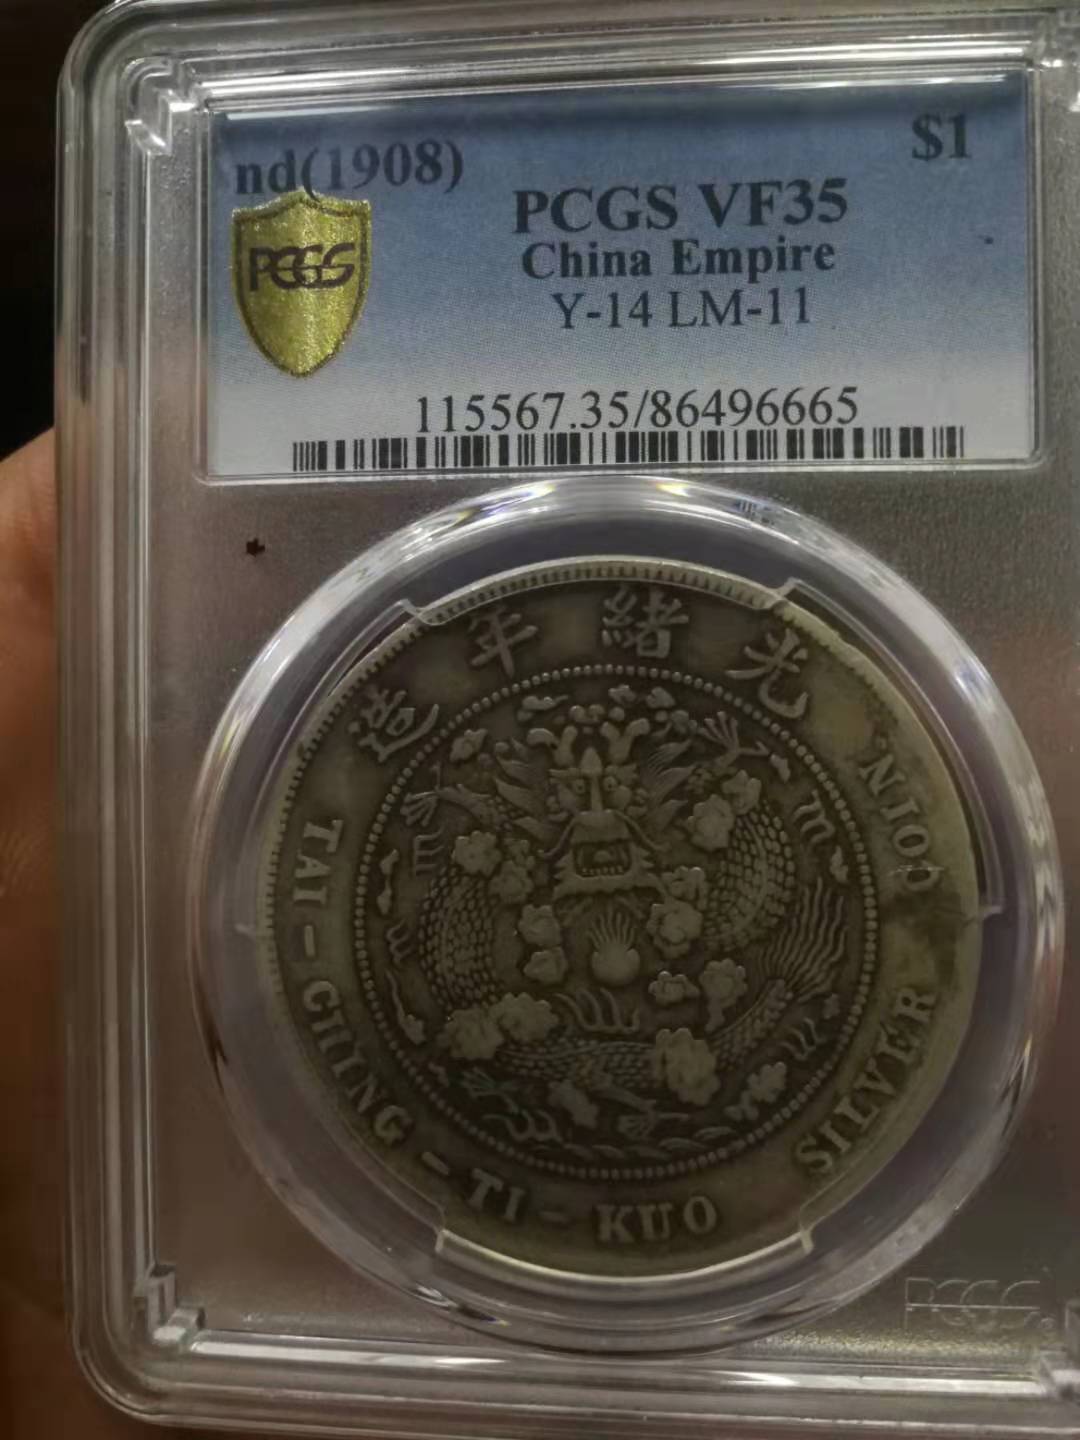 nd(1908)
$1
PCGS VF35
China Empire
Y-14 LM-11
PCGS
115567.35/86496665
造年緒光
TAI-CHING-TI-KUO SILVER COIN
PCGS